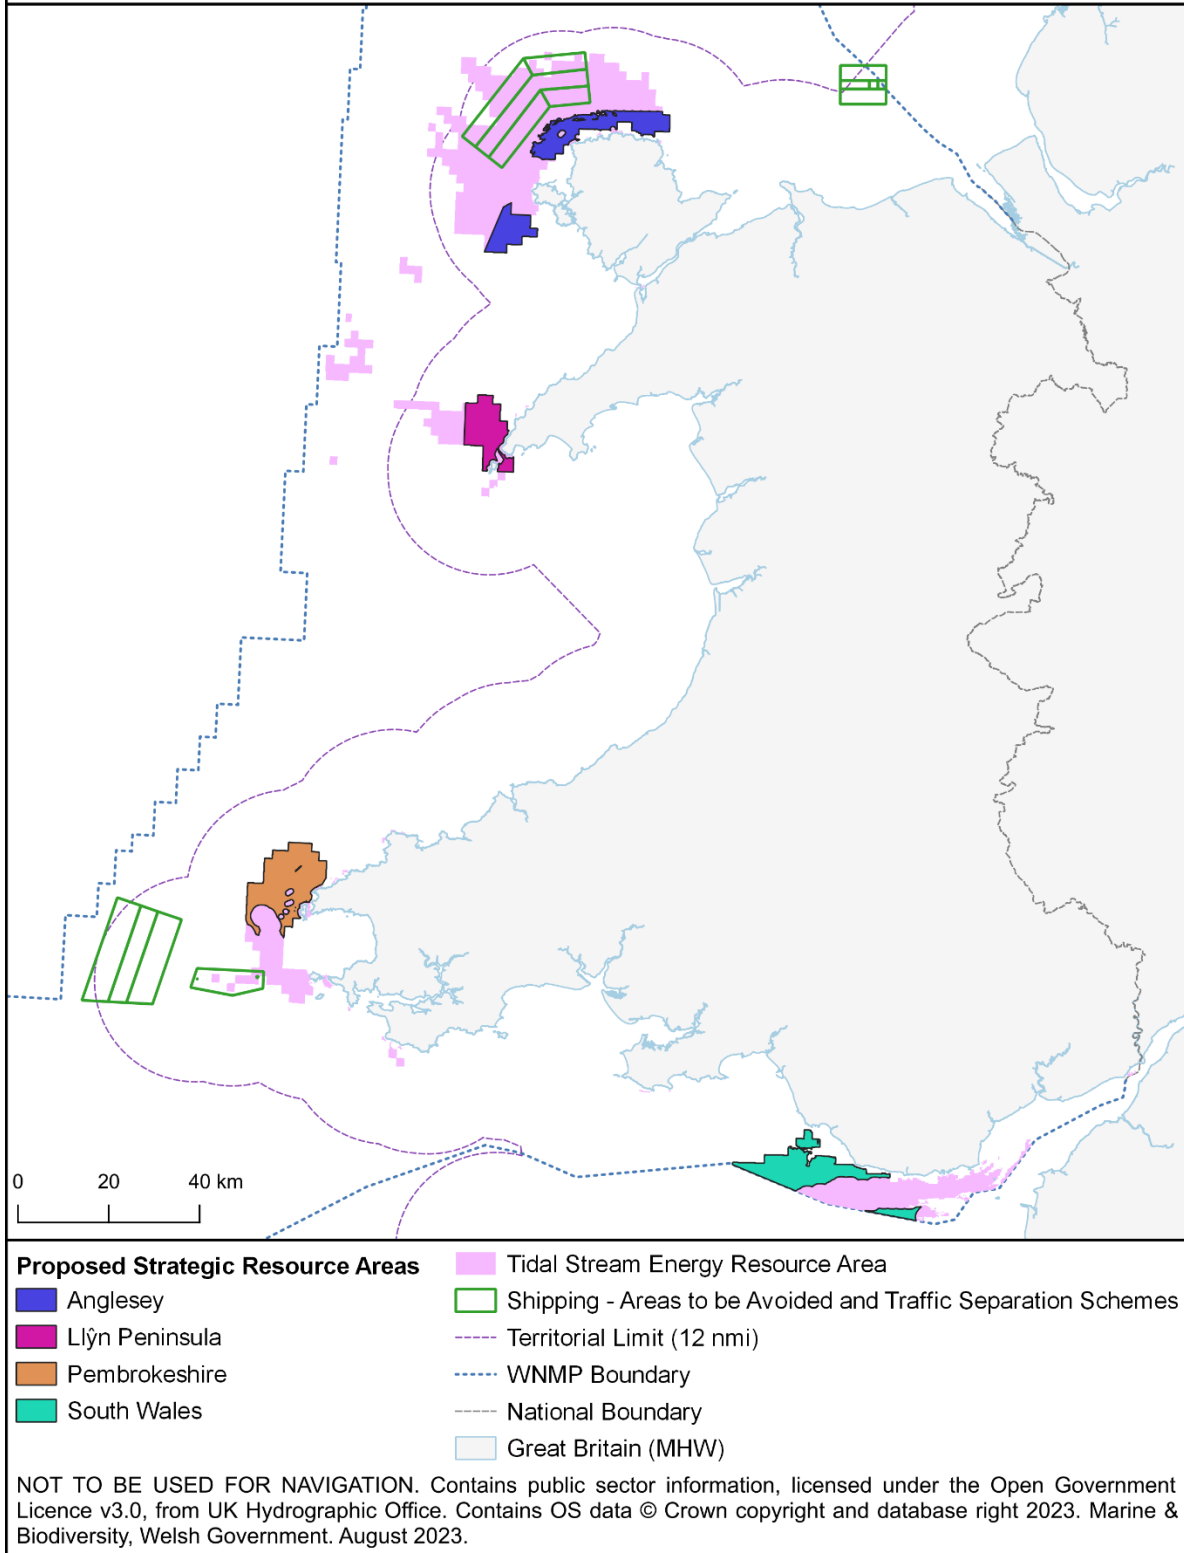 0 20 40 km
Proposed Strategic Resource Areas
Anglesey
Llŷn Peninsula
Pembrokeshire
South Wales
Tidal Stream Energy Resource Area
Shipping - Areas to be Avoided and Traffic Separation Schemes
Territorial Limit (12 nmi)
WNMP Boundary
National Boundary
Great Britain (MHW)
NOT TO BE USED FOR NAVIGATION. Contains public sector information, licensed under the Open Government
Licence v3.0, from UK Hydrographic Office. Contains OS data © Crown copyright and database right 2023. Marine &
Biodiversity, Welsh Government. August 2023.